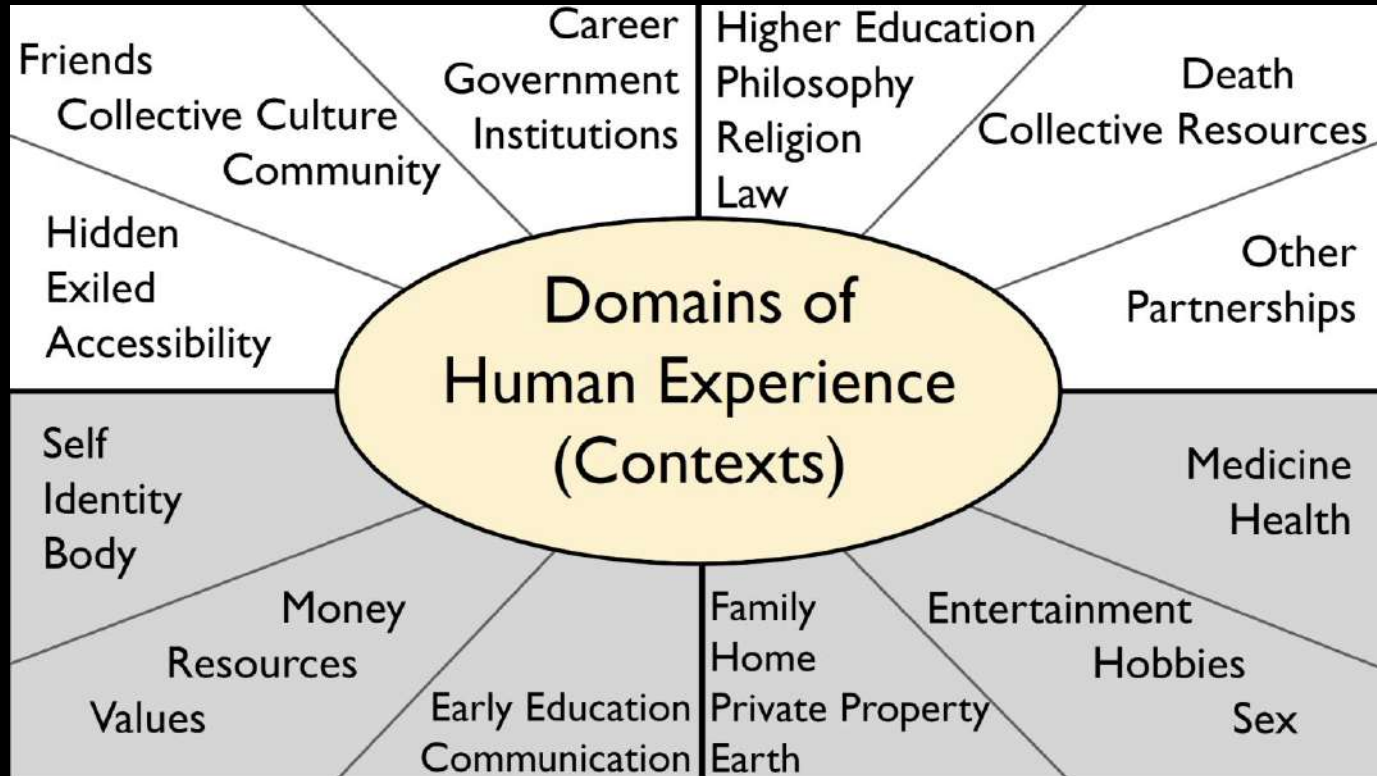 Friends
Collective Culture
Community
Career
Government
Institutions
Higher Education
Philosophy
Religion
Law
Death
Collective Resources
Hidden
Exiled
Accessibility
Other
Partnerships
Domains of
Human Experience
(Contexts)
Self
Identity
Body
Medicine
Health
Money
Resources
Values
Early Education
Communication
Family
Home
Private Property
Earth
Entertainment
Hobbies
Sex